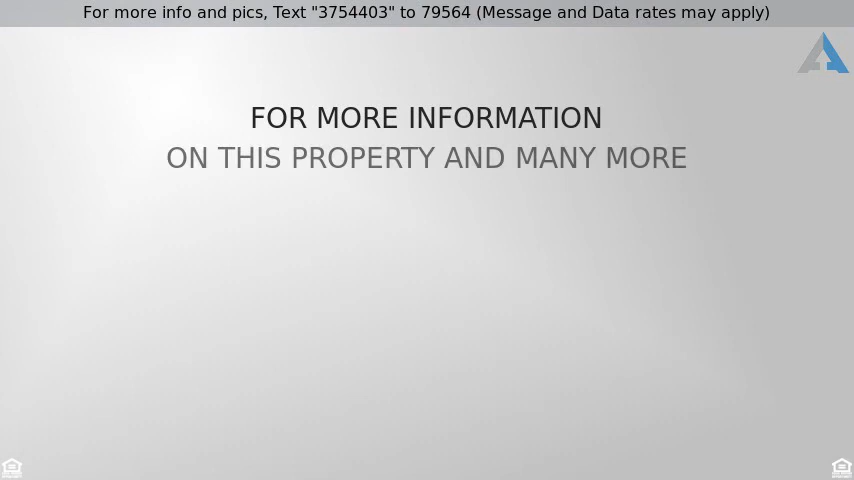 For more info and pics, Text "3754403" to 79564 (Message and Data rates may apply)
FOR MORE INFORMATION
ON THIS PROPERTY AND MANY MORE